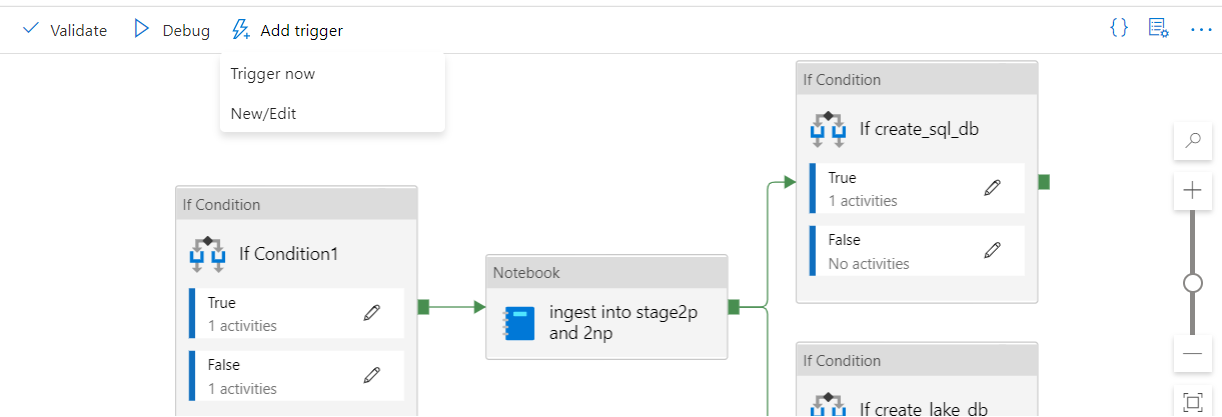 Validate
Debug
Add trigger
{}
Trigger now
New/Edit
If Condition
If Condition1
True
1 activities
False
1 activities
Notebook
ingest into stage2p
and 2np
If Condition
If create_sql_db
True
1 activities
False
No activities
If Condition
If create_lake_db